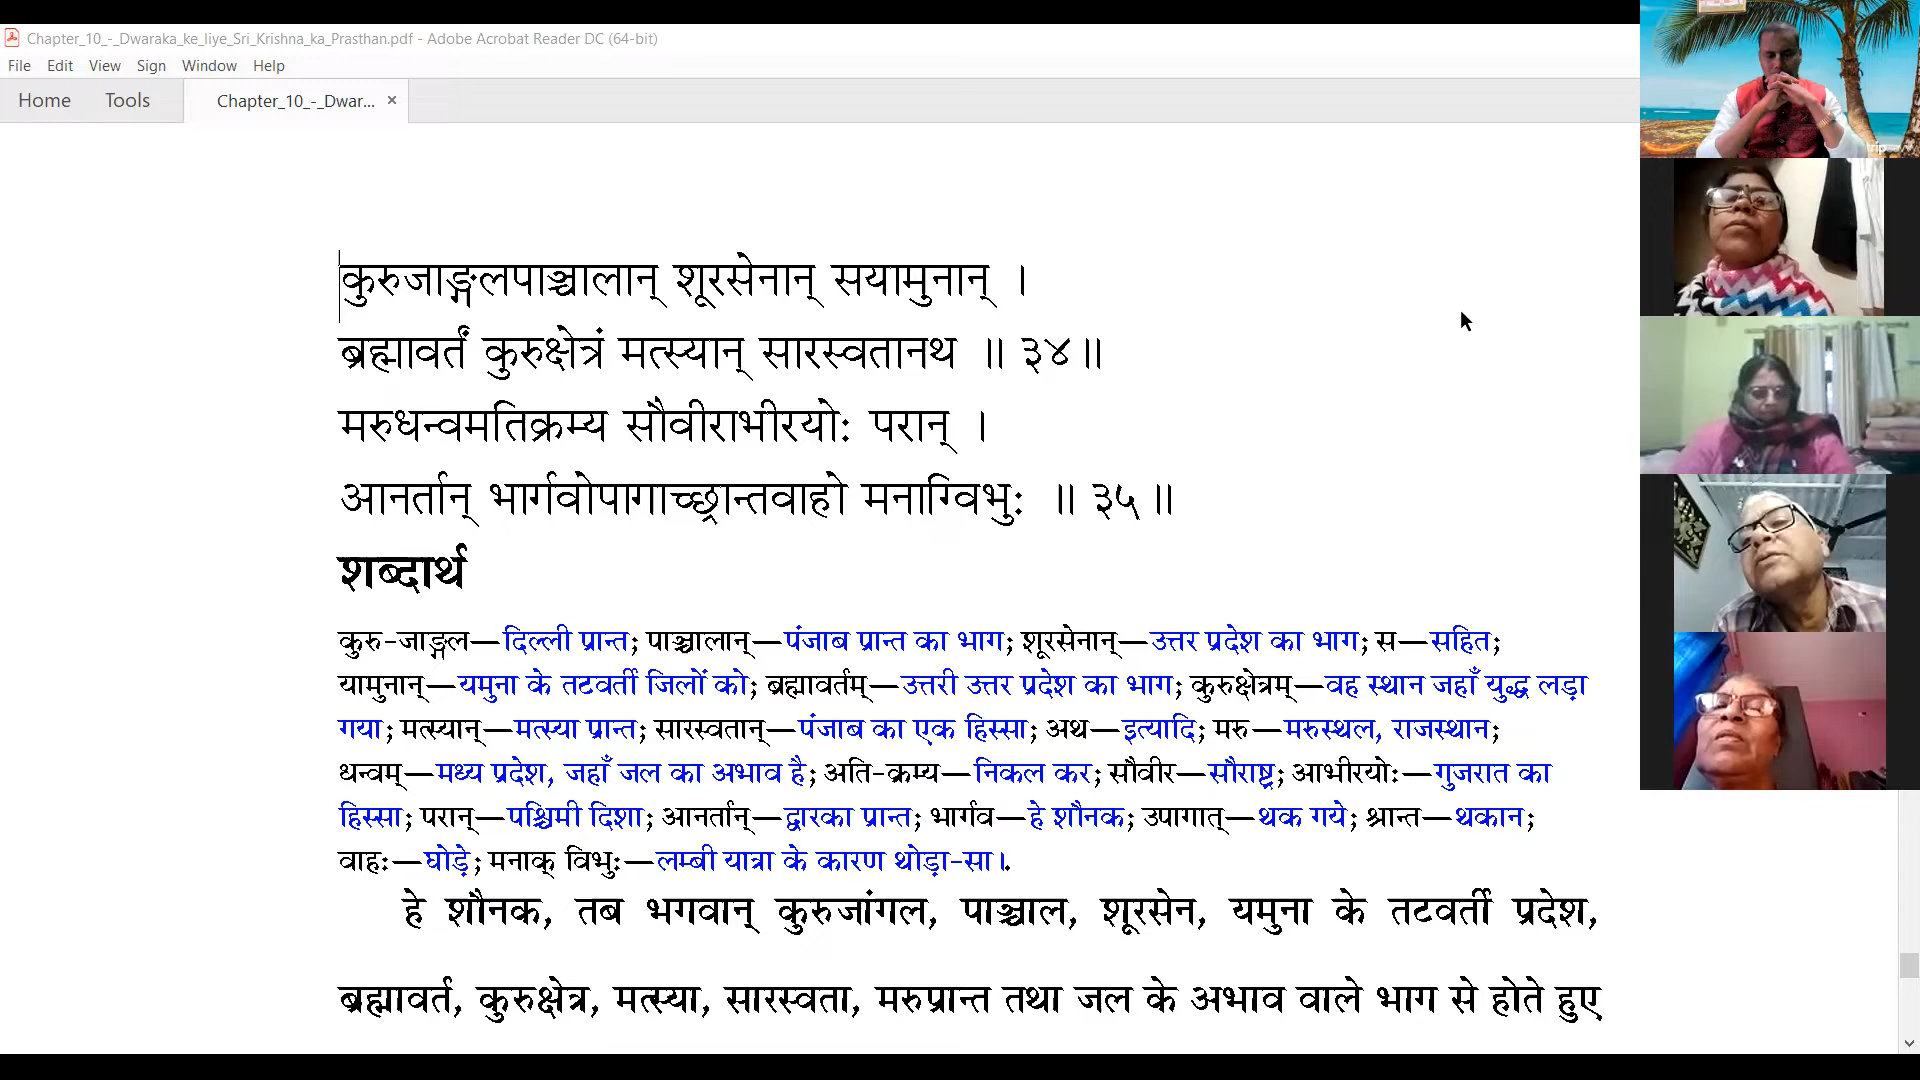 Chapter_10_-_Dwaraka_ke_liye_Sri_Krishna_ka_Prasthan.pdf - Adobe Acrobat Reader DC (64-bit)
File Edit View Sign Window Help
Home Tools Chapter_10_-_Dwar... ×
कुरुजाङ्गलपाञ्चालान् शूरसेनान् सयामुनान् ।
ब्रह्मावर्तं कुरुक्षेत्रं मत्स्यान् सारस्वतानथ ॥ ३४॥
मरुधन्वमतिक्रम्य सौवीराभीरयोः परान् ।
आनर्तान् भार्गवोपागाच्छ्रान्तवाहो मनाग्विभुः ॥ ३५॥
शब्दार्थ
कुरु-जाङ्गल—दिल्ली प्रान्त; पाञ्चालान्—पंजाब प्रान्त का भाग; शूरसेनान्—उत्तर प्रदेश का भाग; स—सहित;
यामुनान्—यमुना के तटवर्ती जिलों को; ब्रह्मावर्तम्—उत्तरी उत्तर प्रदेश का भाग; कुरुक्षेत्रम्—वह स्थान जहाँ युद्ध लड़ा
गया; मत्स्यान्—मत्स्या प्रान्त; सारस्वतान्—पंजाब का एक हिस्सा; अथ—इत्यादि; मरु—मरुस्थल, राजस्थान;
धन्वम्—मध्य प्रदेश, जहाँ जल का अभाव है; अति-क्रम्य—निकल कर; सौवीर—सौराष्ट्र; आभीरयोः—गुजरात का
हिस्सा; परान्—पश्चिमी दिशा; आनर्तान्—द्वारका प्रान्त; भार्गव—हे शौनक; उपागात्—थक गये; श्रान्त—थकान;
वाहः—घोड़े; मनाक् विभुः—लम्बी यात्रा के कारण थोड़ा-सा।.
हे शौनक, तब भगवान् कुरुजांगल, पाञ्चाल, शूरसेन, यमुना के तटवर्ती प्रदेश,
ब्रह्मावर्त, कुरुक्षेत्र, मत्स्या, सारस्वता, मरुप्रान्त तथा जल के अभाव वाले भाग से होते हुए